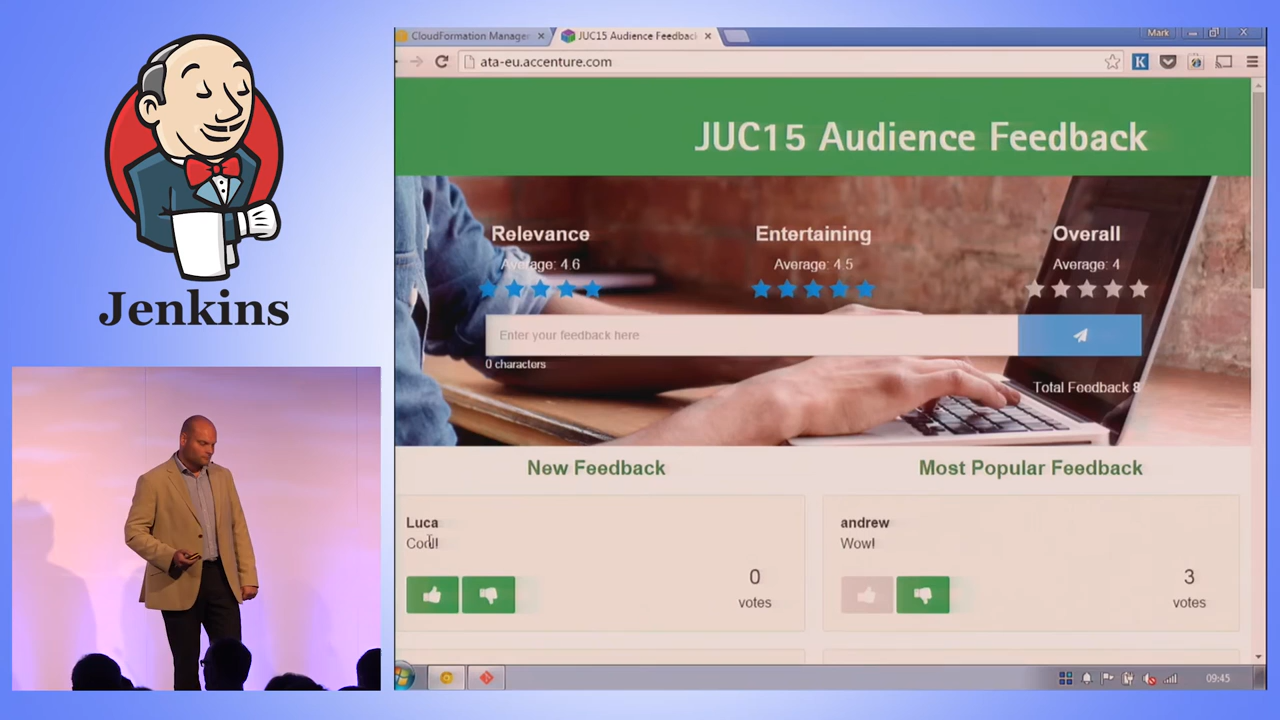 Jenkins
CloudFormation Manager
JUC15 Audience Feedback
Mark
ata-eu.accenture.com
K
JUC15 Audience Feedback
Relevance
Average: 4.6
Entertaining
Average: 4.5
Overall
Average: 4
Enter your feedback here
0 characters
Total Feedback 8
New Feedback
Most Popular Feedback
Luca
Cool!
0
votes
andrew
Wow!
3
votes
09:45